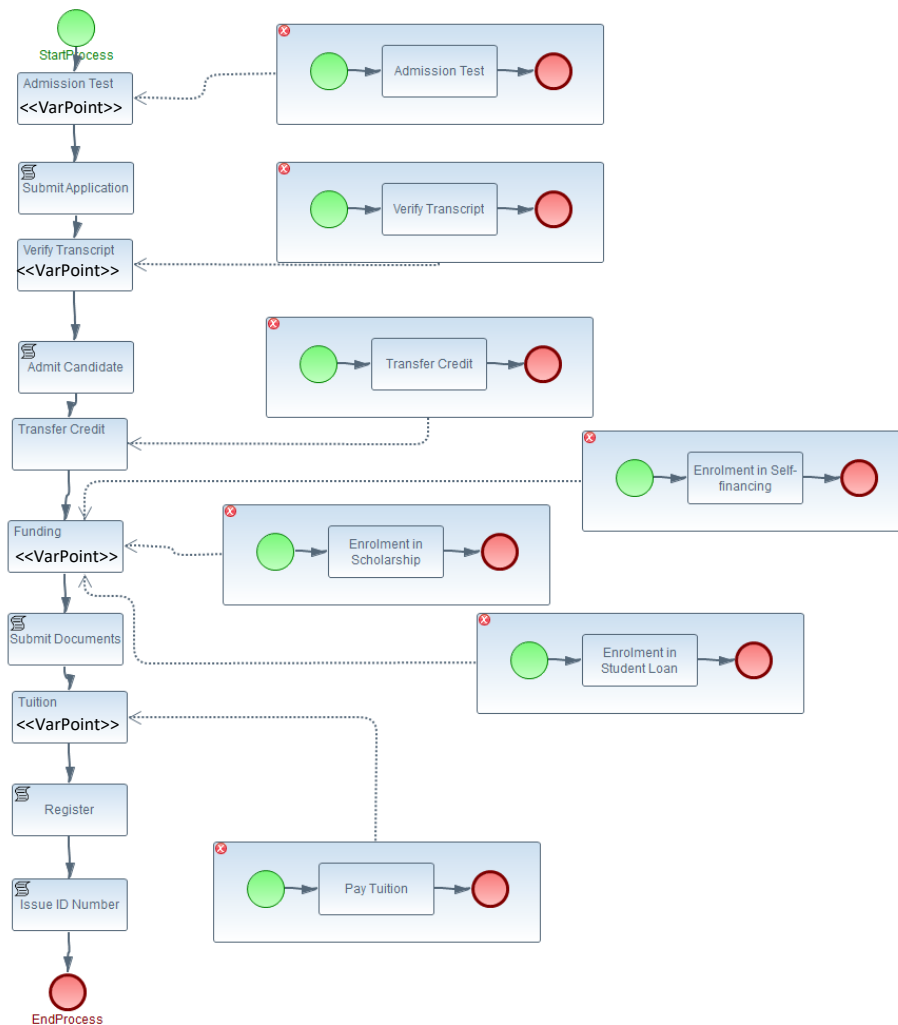 StartProcess
Admission Test
<<VarPoint>>
Admission Test
Submit Application
Verify Transcript
Verify Transcript
<<VarPoint>>
Transfer Credit
Admit Candidate
Transfer Credit
Enrolment in Self-
financing
Funding
<<VarPoint>>
Enrolment in
Scholarship
Submit Documents
Enrolment in
Student Loan
Tuition
<<VarPoint>>
Register
Pay Tuition
Issue ID Number
EndProcess